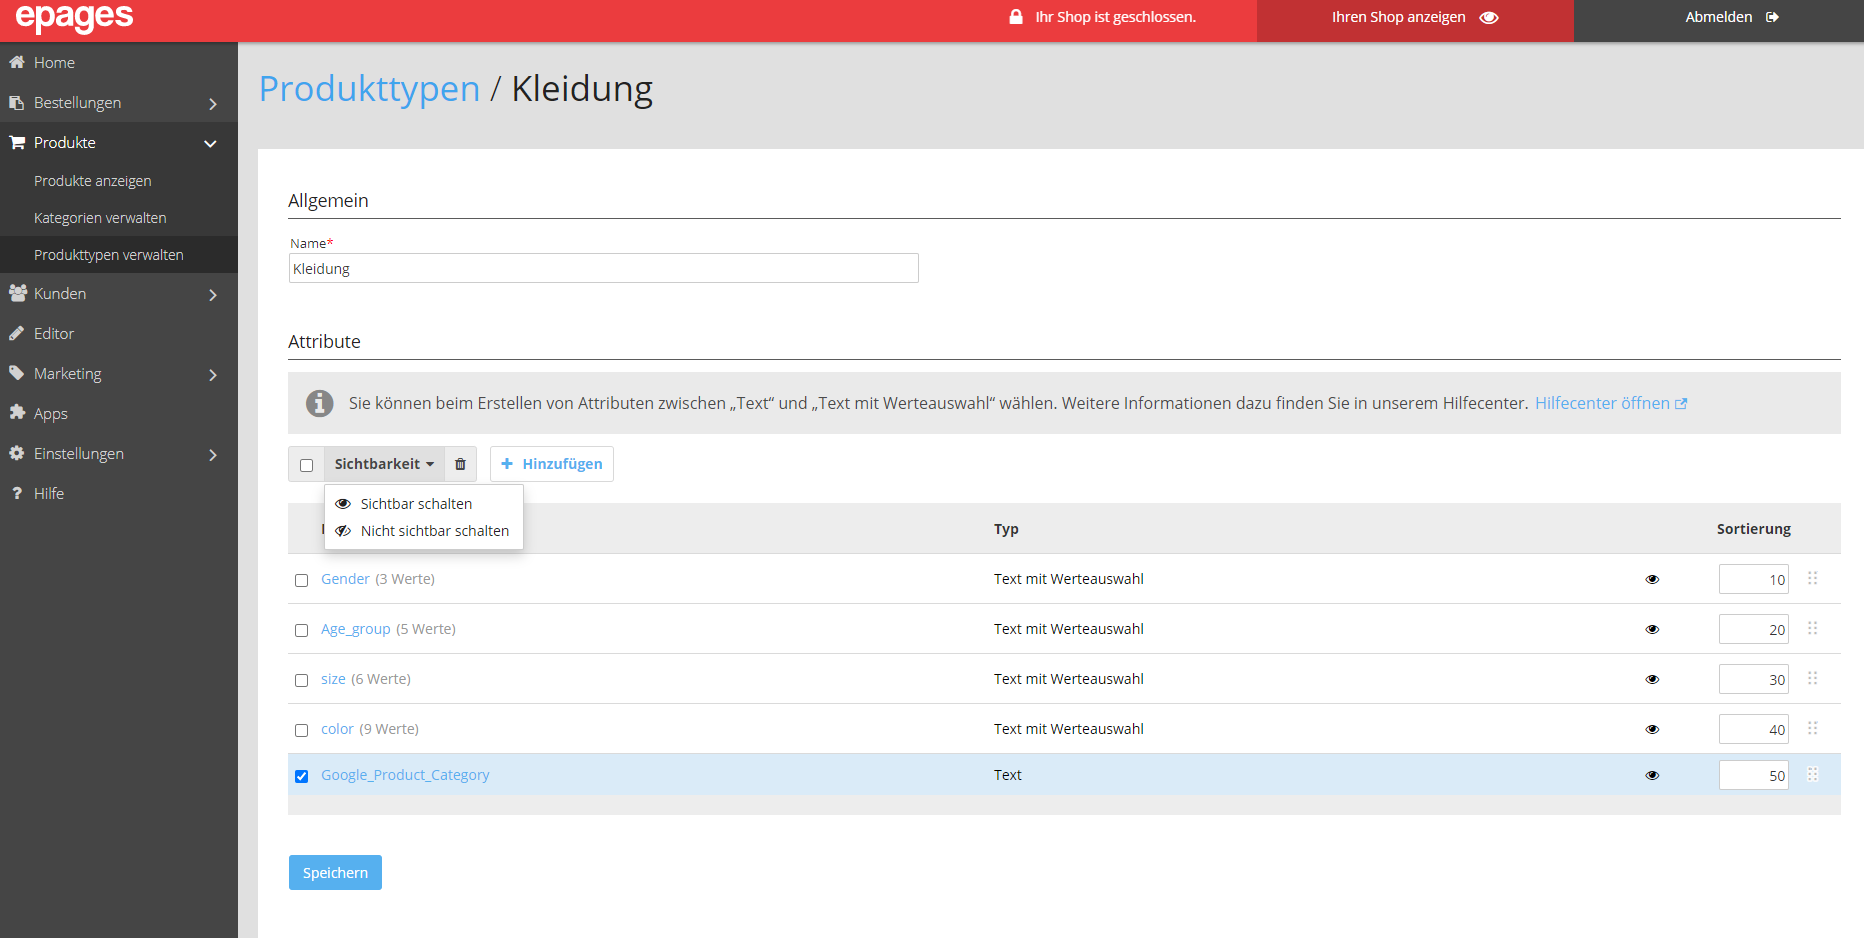 epages
Ihr Shop ist geschlossen.
Ihren Shop anzeigen
Abmelden
Home
Bestellungen
Produkte
Produkte anzeigen
Kategorien verwalten
Produkttypen verwalten
Kunden
Editor
Marketing
Apps
Einstellungen
Hilfe
Produkttypen / Kleidung
Allgemein
Name*
Kleidung
Attribute
Sie können beim Erstellen von Attributen zwischen „Text“ und „Text mit Werteauswahl“ wählen. Weitere Informationen dazu finden Sie in unserem Hilfecenter. Hilfecenter öffnen
Sichtbarkeit
Hinzufügen
Sichtbar schalten
Nicht sichtbar schalten
Typ Sortierung
Gender (3 Werte) Text mit Werteauswahl 10
Age_group (5 Werte) Text mit Werteauswahl 20
size (6 Werte) Text mit Werteauswahl 30
color (9 Werte) Text mit Werteauswahl 40
Google_Product_Category Text 50
Speichern